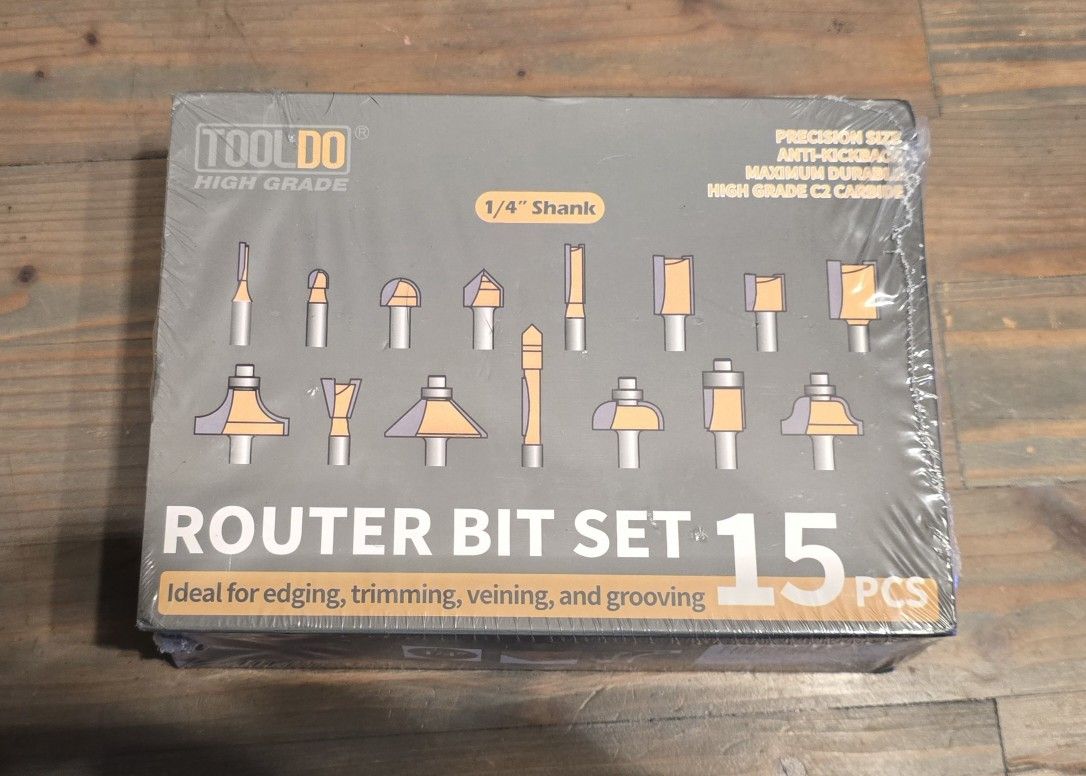 TOOLDO®
HIGH GRADE
PRECISION SIZE
ANTI-KICKBACK
MAXIMUM
HIGH GRADE C2 CARBIDE
1/4" Shank
ROUTER BIT SET 15 PCS
Ideal for edging, trimming, veining, and grooving